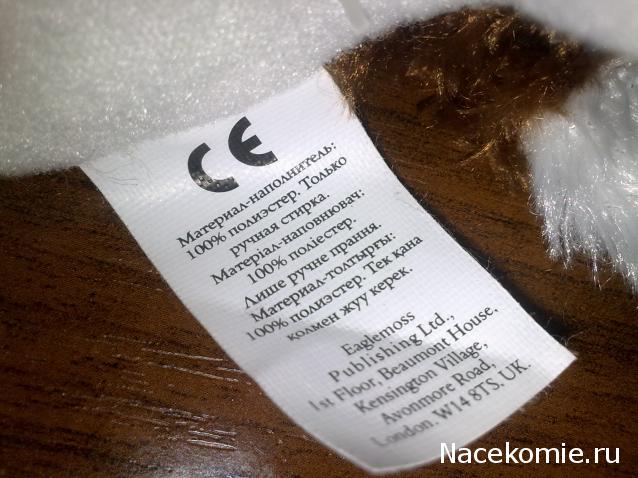 CE
Материал-наполнитель:
100% полиэстер. Только
ручная стирка.
Матеріал-наповнювач:
100% поліестер.
Лише ручне прання.
Материал-толтырғы:
100% полиэстер. Тек қана
қолмен жуу керек.
Eaglemoss
Publishing Ltd.,
1st Floor, Beaumont House,
Kensington Village,
Avonmore Road,
London, W14 8TS, UK.
Nacekomie.ru